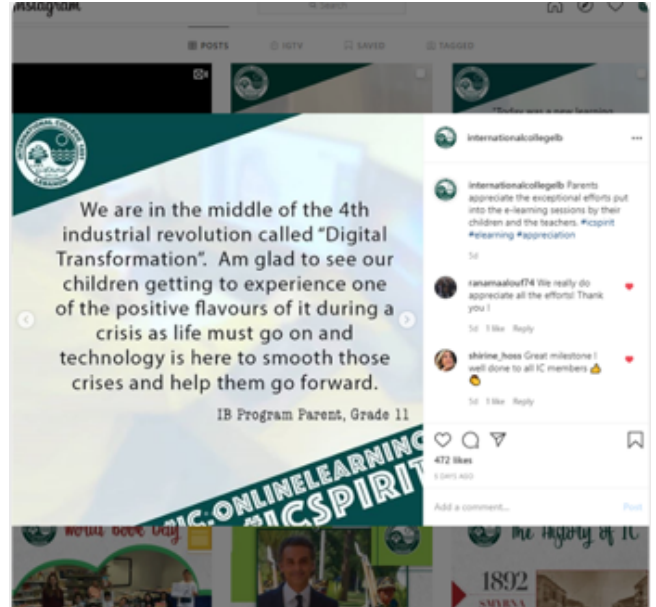 Instagram
Search
POSTS
IGTV
SAVED
TAGGED
"Today was a new learning
INTERNATIONAL COLLEGE
LEBANON
We are in the middle of the 4th
industrial revolution called “Digital
Transformation”. Am glad to see our
children getting to experience one
of the positive flavours of it during a
crisis as life must go on and
technology is here to smooth those
crises and help them go forward.
IB Program Parent, Grade 11
IC:ONLINELEARNING
#ICSPIRIT
internationalcollegelb
internationalcollegelb Parents
appreciate the exceptional efforts put
into the e-learning sessions by their
children and the teachers. #icspirit
#elearning #appreciation
5d
ranamaalouf74 We really do
appreciate all the efforts! Thank
you !
5d 1 like Reply
shirine_hoss Great milestone !
well done to all IC members 👍
👏
5d 1 like Reply
472 likes
5 DAYS AGO
Add a comment...
Post
World Book Day
The History of IC
1892
SMYRNA